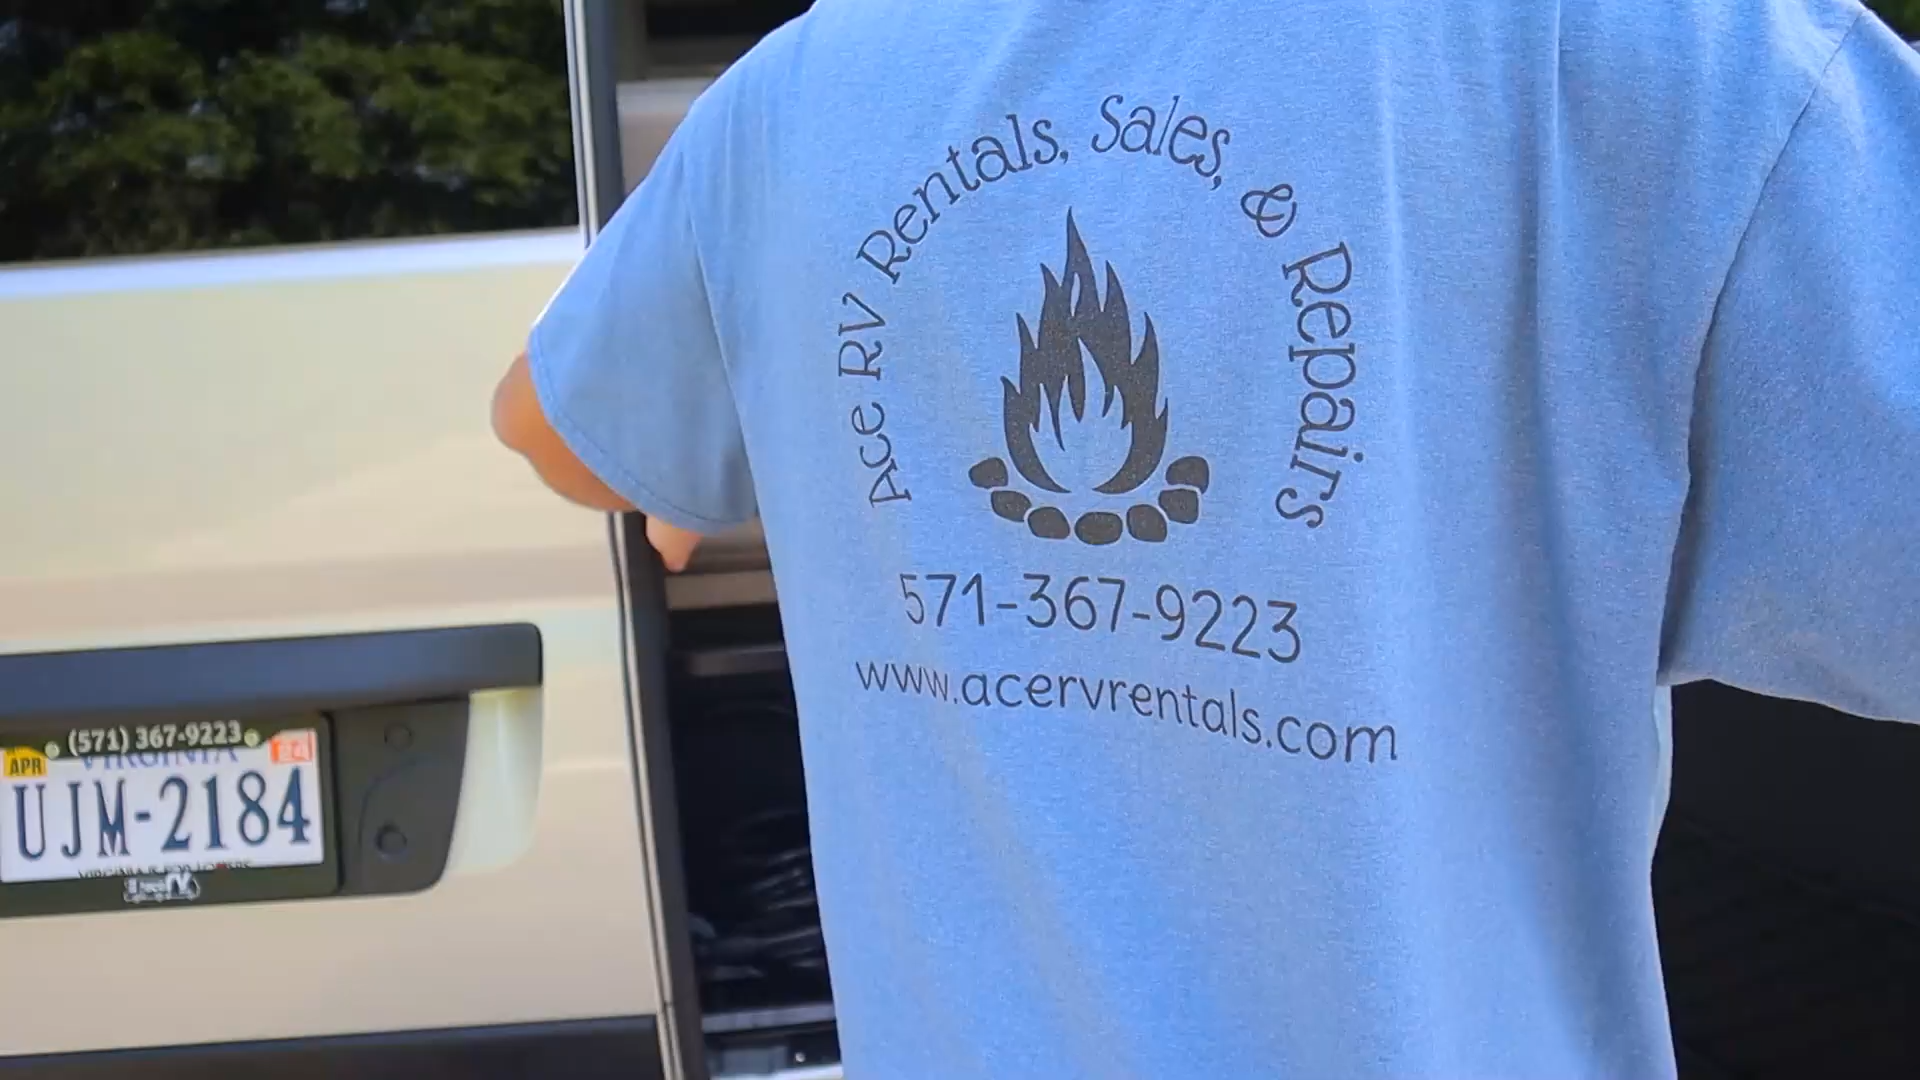 Ace RV Rentals, Sales, & Repairs
571-367-9223
www.acervrentals.com
(571) 367-9223
VIRGINIA
APR
UJM-2184